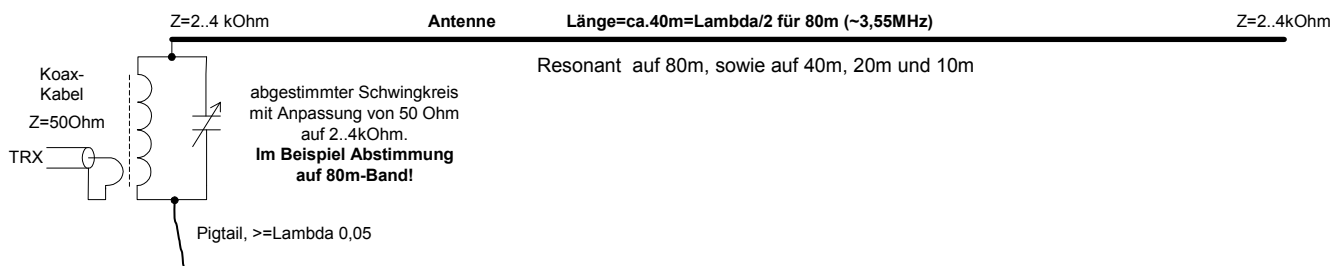 Z=2..4 kOhm
Antenne
Länge=ca.40m=Lambda/2 für 80m (~3,55MHz)
Z=2..4kOhm
Resonant auf 80m, sowie auf 40m, 20m und 10m
Koax-
Kabel
Z=50Ohm
TRX
abgestimmter Schwingkreis
mit Anpassung von 50 Ohm
auf 2..4kOhm.
Im Beispiel Abstimmung
auf 80m-Band!
Pigtail, >=Lambda 0,05